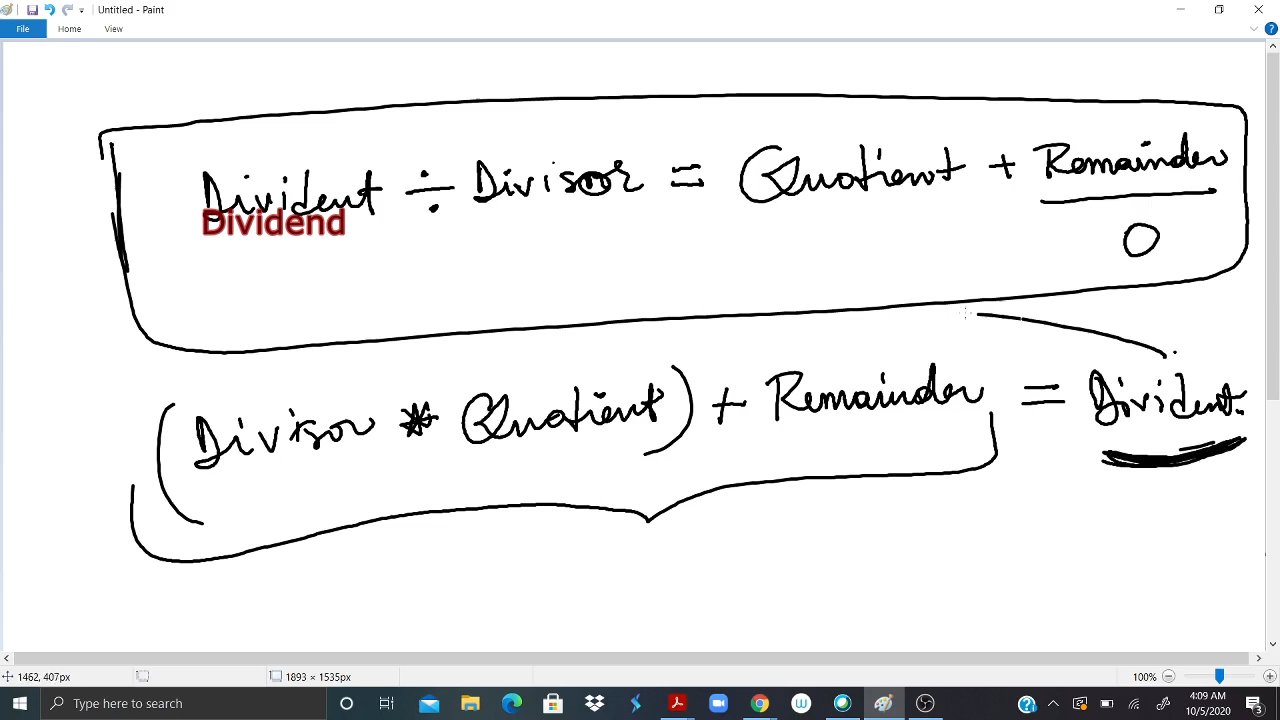 Untitled - Paint
File Home View
Divident ÷ Divisor = Quotient + Remainder
Dividend
0
(Divisor * Quotient) + Remainder = Divident.
1462, 407px 1893 × 1535px 100%
Type here to search
4:09 AM
10/5/2020
3